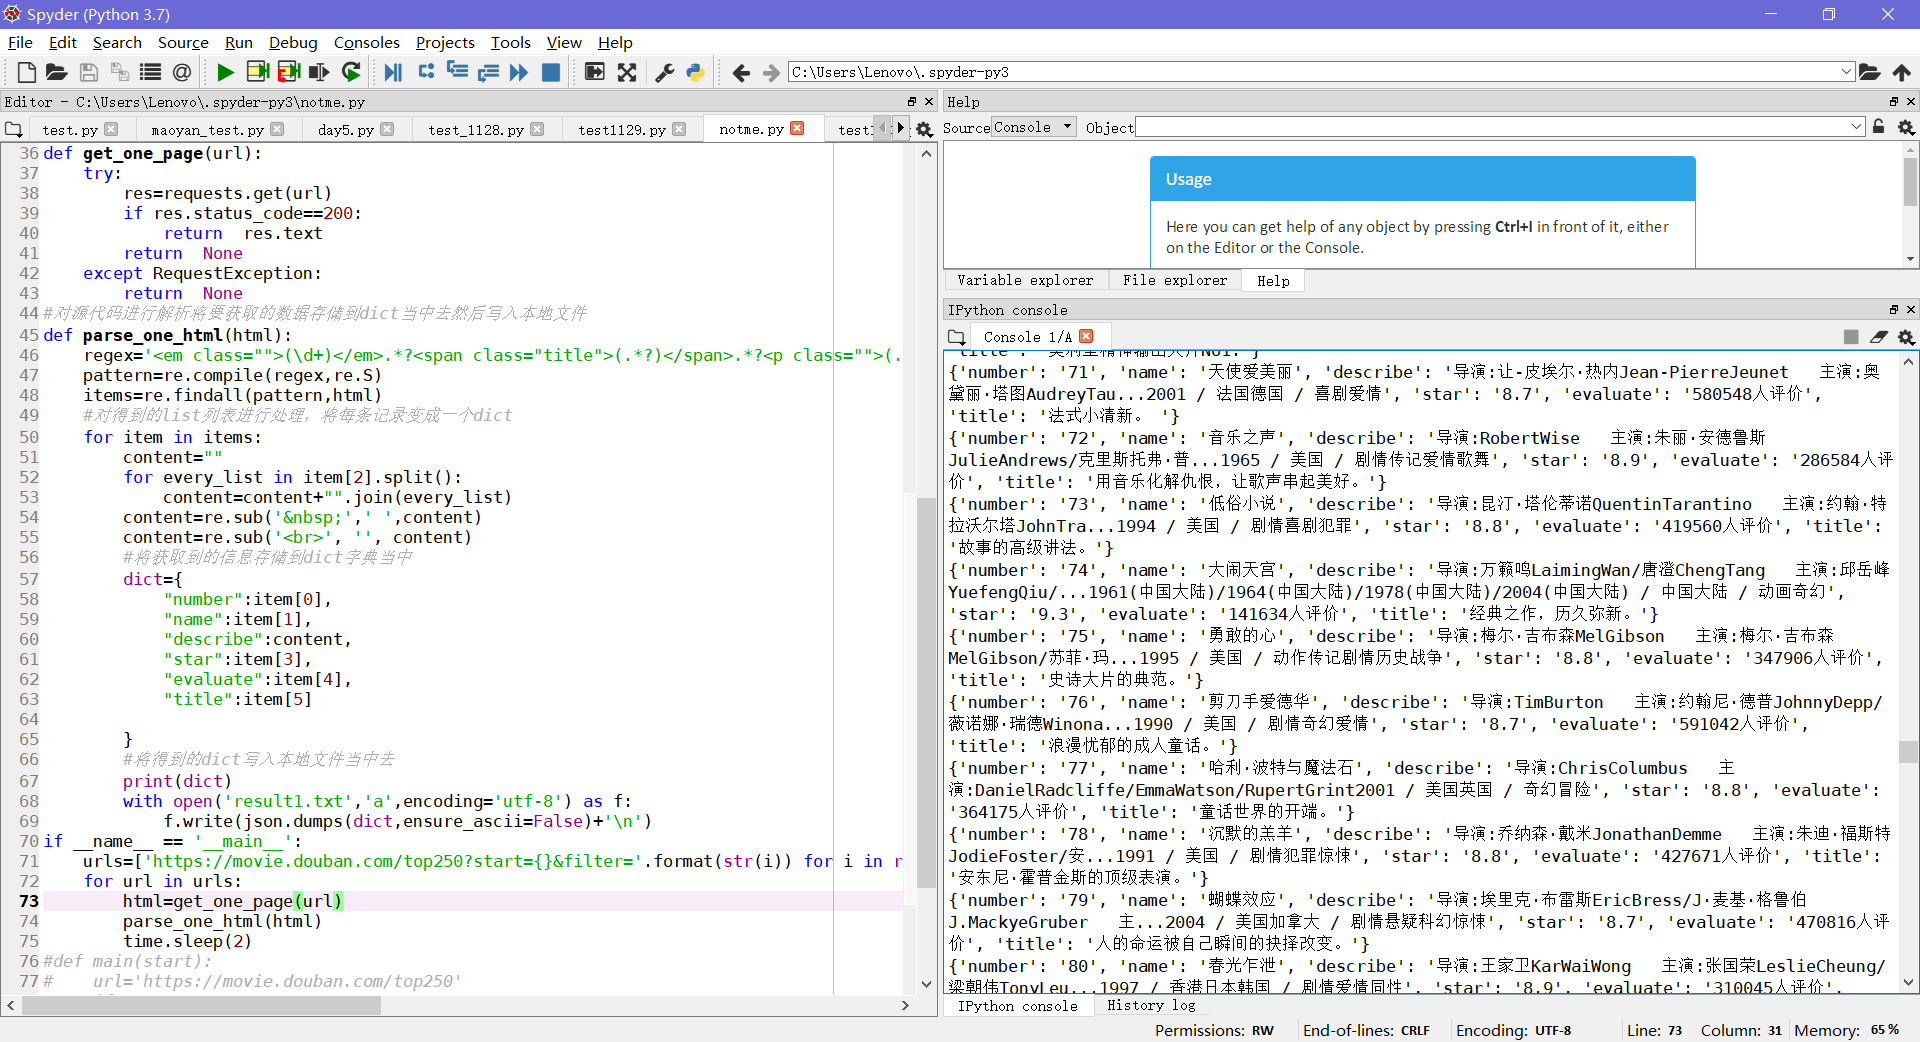 Spyder (Python 3.7)
File Edit Search Source Run Debug Consoles Projects Tools View Help
C:\Users\Lenovo\.spyder-py3
Editor - C:\Users\Lenovo\.spyder-py3\notme.py
test.py maoyan_test.py day5.py test_1128.py test1129.py notme.py test1
36 def get_one_page(url):
37 try:
38 res=requests.get(url)
39 if res.status_code==200:
40 return  res.text
41 return  None
42 except RequestException:
43 return  None
44 #对源代码进行解析将要获取的数据存储到dict当中去然后写入本地文件
45 def parse_one_html(html):
46 regex='<em class="">(\d+)</em>.*?<span class="title">(.*?)</span>.*?<p class="">(.
47 pattern=re.compile(regex,re.S)
48 items=re.findall(pattern,html)
49 #对得到的list列表进行处理，将每条记录变成一个dict
50 for item in items:
51 content=""
52 for every_list in item[2].split():
53 content=content+"".join(every_list)
54 content=re.sub('&nbsp;',' ',content)
55 content=re.sub('<br>', '', content)
56 #将获取到的信息存储到dict字典当中
57 dict={
58 "number":item[0],
59 "name":item[1],
60 "describe":content,
61 "star":item[3],
62 "evaluate":item[4],
63 "title":item[5]
64
65 }
66 #将得到的dict写入本地文件当中去
67 print(dict)
68 with open('result1.txt','a',encoding='utf-8') as f:
69 f.write(json.dumps(dict,ensure_ascii=False)+'\n')
70 if __name__ == '__main__':
71 urls=['https://movie.douban.com/top250?start={}&filter='.format(str(i)) for i in r
72 for url in urls:
73 html=get_one_page(url)
74 parse_one_html(html)
75 time.sleep(2)
76 #def main(start):
77 # url='https://movie.douban.com/top250'
Help
Source Console Object
Usage
Here you can get help of any object by pressing Ctrl+I in front of it, either
on the Editor or the Console.
Variable explorer File explorer Help
IPython console
Console 1/A
{'number': '71', 'name': '天使爱美丽', 'describe': '导演:让-皮埃尔·热内Jean-PierreJeunet   主演:奥
黛丽·塔图AudreyTau...2001 / 法国德国 / 喜剧爱情', 'star': '8.7', 'evaluate': '580548人评价',
'title': '法式小清新。 '}
{'number': '72', 'name': '音乐之声', 'describe': '导演:RobertWise   主演:朱丽·安德鲁斯
JulieAndrews/克里斯托弗·普...1965 / 美国 / 剧情传记爱情歌舞', 'star': '8.9', 'evaluate': '286584人评
价', 'title': '用音乐化解仇恨，让歌声串起美好。'}
{'number': '73', 'name': '低俗小说', 'describe': '导演:昆汀·塔伦蒂诺QuentinTarantino   主演:约翰·特
拉沃尔塔JohnTra...1994 / 美国 / 剧情喜剧犯罪', 'star': '8.8', 'evaluate': '419560人评价', 'title':
'故事的高级讲法。'}
{'number': '74', 'name': '大闹天宫', 'describe': '导演:万籁鸣LaimingWan/唐澄ChengTang   主演:邱岳峰
YuefengQiu/...1961(中国大陆)/1964(中国大陆)/1978(中国大陆)/2004(中国大陆) / 中国大陆 / 动画奇幻',
'star': '9.3', 'evaluate': '141634人评价', 'title': '经典之作，历久弥新。'}
{'number': '75', 'name': '勇敢的心', 'describe': '导演:梅尔·吉布森MelGibson   主演:梅尔·吉布森
MelGibson/苏菲·玛...1995 / 美国 / 动作传记剧情历史战争', 'star': '8.8', 'evaluate': '347906人评价',
'title': '史诗大片的典范。'}
{'number': '76', 'name': '剪刀手爱德华', 'describe': '导演:TimBurton   主演:约翰尼·德普JohnnyDepp/
薇诺娜·瑞德Winona...1990 / 美国 / 剧情奇幻爱情', 'star': '8.7', 'evaluate': '591042人评价',
'title': '浪漫忧郁的成人童话。'}
{'number': '77', 'name': '哈利·波特与魔法石', 'describe': '导演:ChrisColumbus   主
演:DanielRadcliffe/EmmaWatson/RupertGrint2001 / 美国英国 / 奇幻冒险', 'star': '8.8', 'evaluate':
'364175人评价', 'title': '童话世界的开端。'}
{'number': '78', 'name': '沉默的羔羊', 'describe': '导演:乔纳森·戴米JonathanDemme   主演:朱迪·福斯特
JodieFoster/安...1991 / 美国 / 剧情犯罪惊悚', 'star': '8.8', 'evaluate': '427671人评价', 'title':
'安东尼·霍普金斯的顶级表演。'}
{'number': '79', 'name': '蝴蝶效应', 'describe': '导演:埃里克·布雷斯EricBress/J·麦基·格鲁伯
J.MackyeGruber   主...2004 / 美国加拿大 / 剧情悬疑科幻惊悚', 'star': '8.7', 'evaluate': '470816人评
价', 'title': '人的命运被自己瞬间的抉择改变。'}
{'number': '80', 'name': '春光乍泄', 'describe': '导演:王家卫KarWaiWong   主演:张国荣LeslieCheung/
梁朝伟TonyLeu...1997 / 香港日本韩国 / 剧情爱情同性', 'star': '8.9', 'evaluate': '310045人评价',
IPython console History log
Permissions: RW End-of-lines: CRLF Encoding: UTF-8 Line: 73 Column: 31 Memory: 65 %